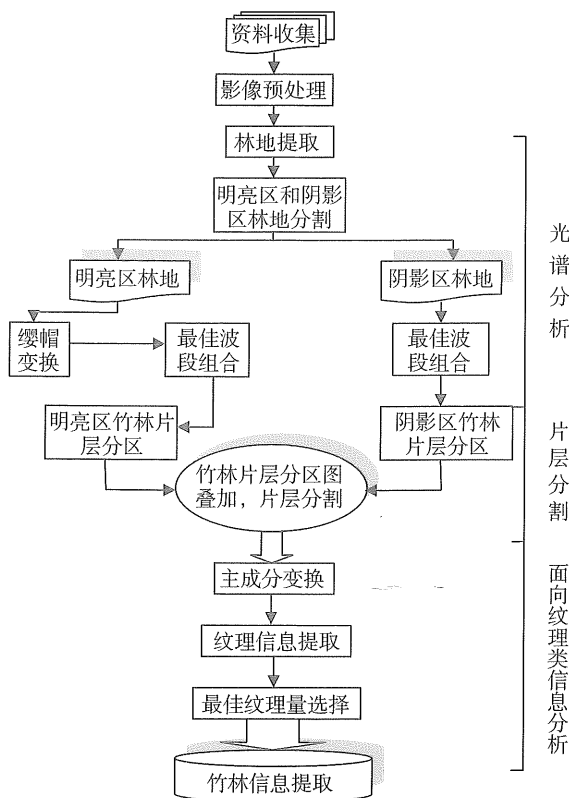 资料收集
影像预处理
林地提取
明亮区和阴影
区林地分割
明亮区林地
阴影区林地
缨帽
变换
最佳波
段组合
最佳波
段组合
明亮区竹林片
层分区
阴影区竹林
片层分区
竹林片层分区图
叠加，片层分割
主成分变换
纹理信息提取
最佳纹理量选择
竹林信息提取
光谱分析
片层分割
面向纹理类信息分析